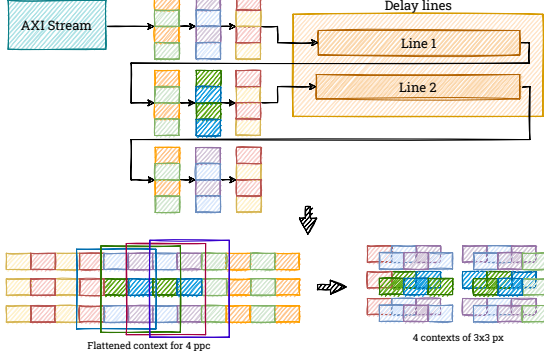 Delay lines
AXI Stream
Line 1
Line 2
Flattened context for 4 ppc
4 contexts of 3x3 px